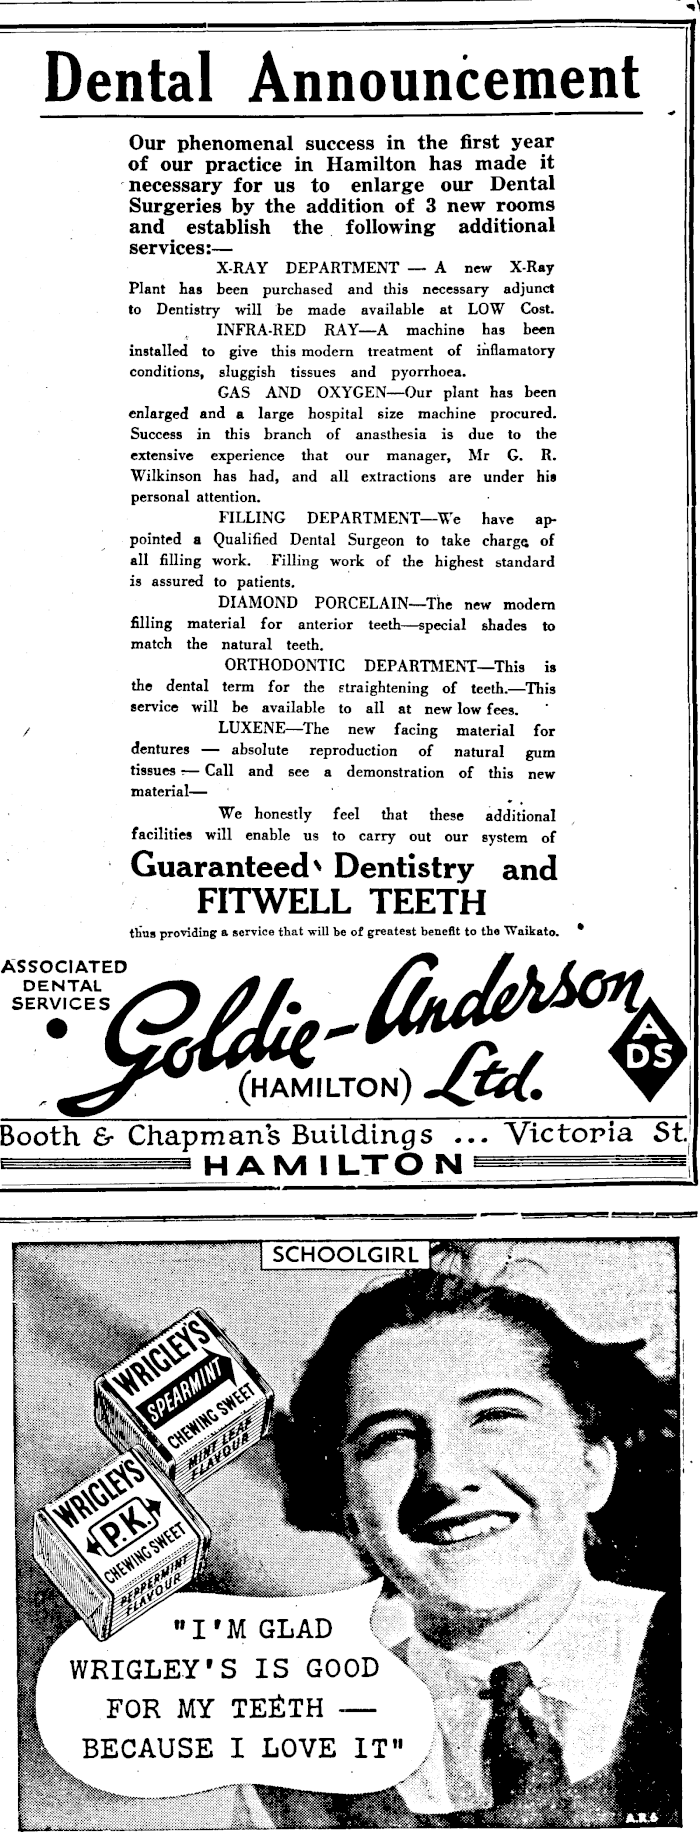 Dental Announcement
Our phenomenal success in the first year
of our practice in Hamilton has made it
necessary for us to enlarge our Dental
Surgeries by the addition of 3 new rooms
and establish the following additional
services:—
X-RAY DEPARTMENT — A new X-Ray
Plant has been purchased and this necessary adjunct
to Dentistry will be made available at LOW Cost.
INFRA-RED RAY—A machine has been
installed to give this modern treatment of inflamatory
conditions, sluggish tissues and pyorrhoea.
GAS AND OXYGEN—Our plant has been
enlarged and a large hospital size machine procured.
Success in this branch of anasthesia is due to the
extensive experience that our manager, Mr G. R.
Wilkinson has had, and all extractions are under his
personal attention.
FILLING DEPARTMENT—We have ap-
pointed a Qualified Dental Surgeon to take charge of
all filling work. Filling work of the highest standard
is assured to patients.
DIAMOND PORCELAIN—The new modern
filling material for anterior teeth—special shades to
match the natural teeth.
ORTHODONTIC DEPARTMENT—This is
the dental term for the straightening of teeth.—This
service will be available to all at new low fees.
LUXENE—The new facing material for
dentures — absolute reproduction of natural gum
tissues — Call and see a demonstration of this new
material—
We honestly feel that these additional
facilities will enable us to carry out our system of
Guaranteed Dentistry and
FITWELL TEETH
thus providing a service that will be of greatest benefit to the Waikato.
ASSOCIATED
DENTAL
SERVICES
Goldie-Anderson
(HAMILTON) Ltd.
A
DS
Booth & Chapman's Buildings ... Victoria St.
HAMILTON
SCHOOLGIRL
WRIGLEY'S
SPEARMINT
CHEWING SWEET
MINT LEAF
FLAVOUR
WRIGLEY'S
P.K.
CHEWING SWEET
PEPPERMINT
FLAVOUR
"I'M GLAD
WRIGLEY'S IS GOOD
FOR MY TEETH —
BECAUSE I LOVE IT"
A.R.6